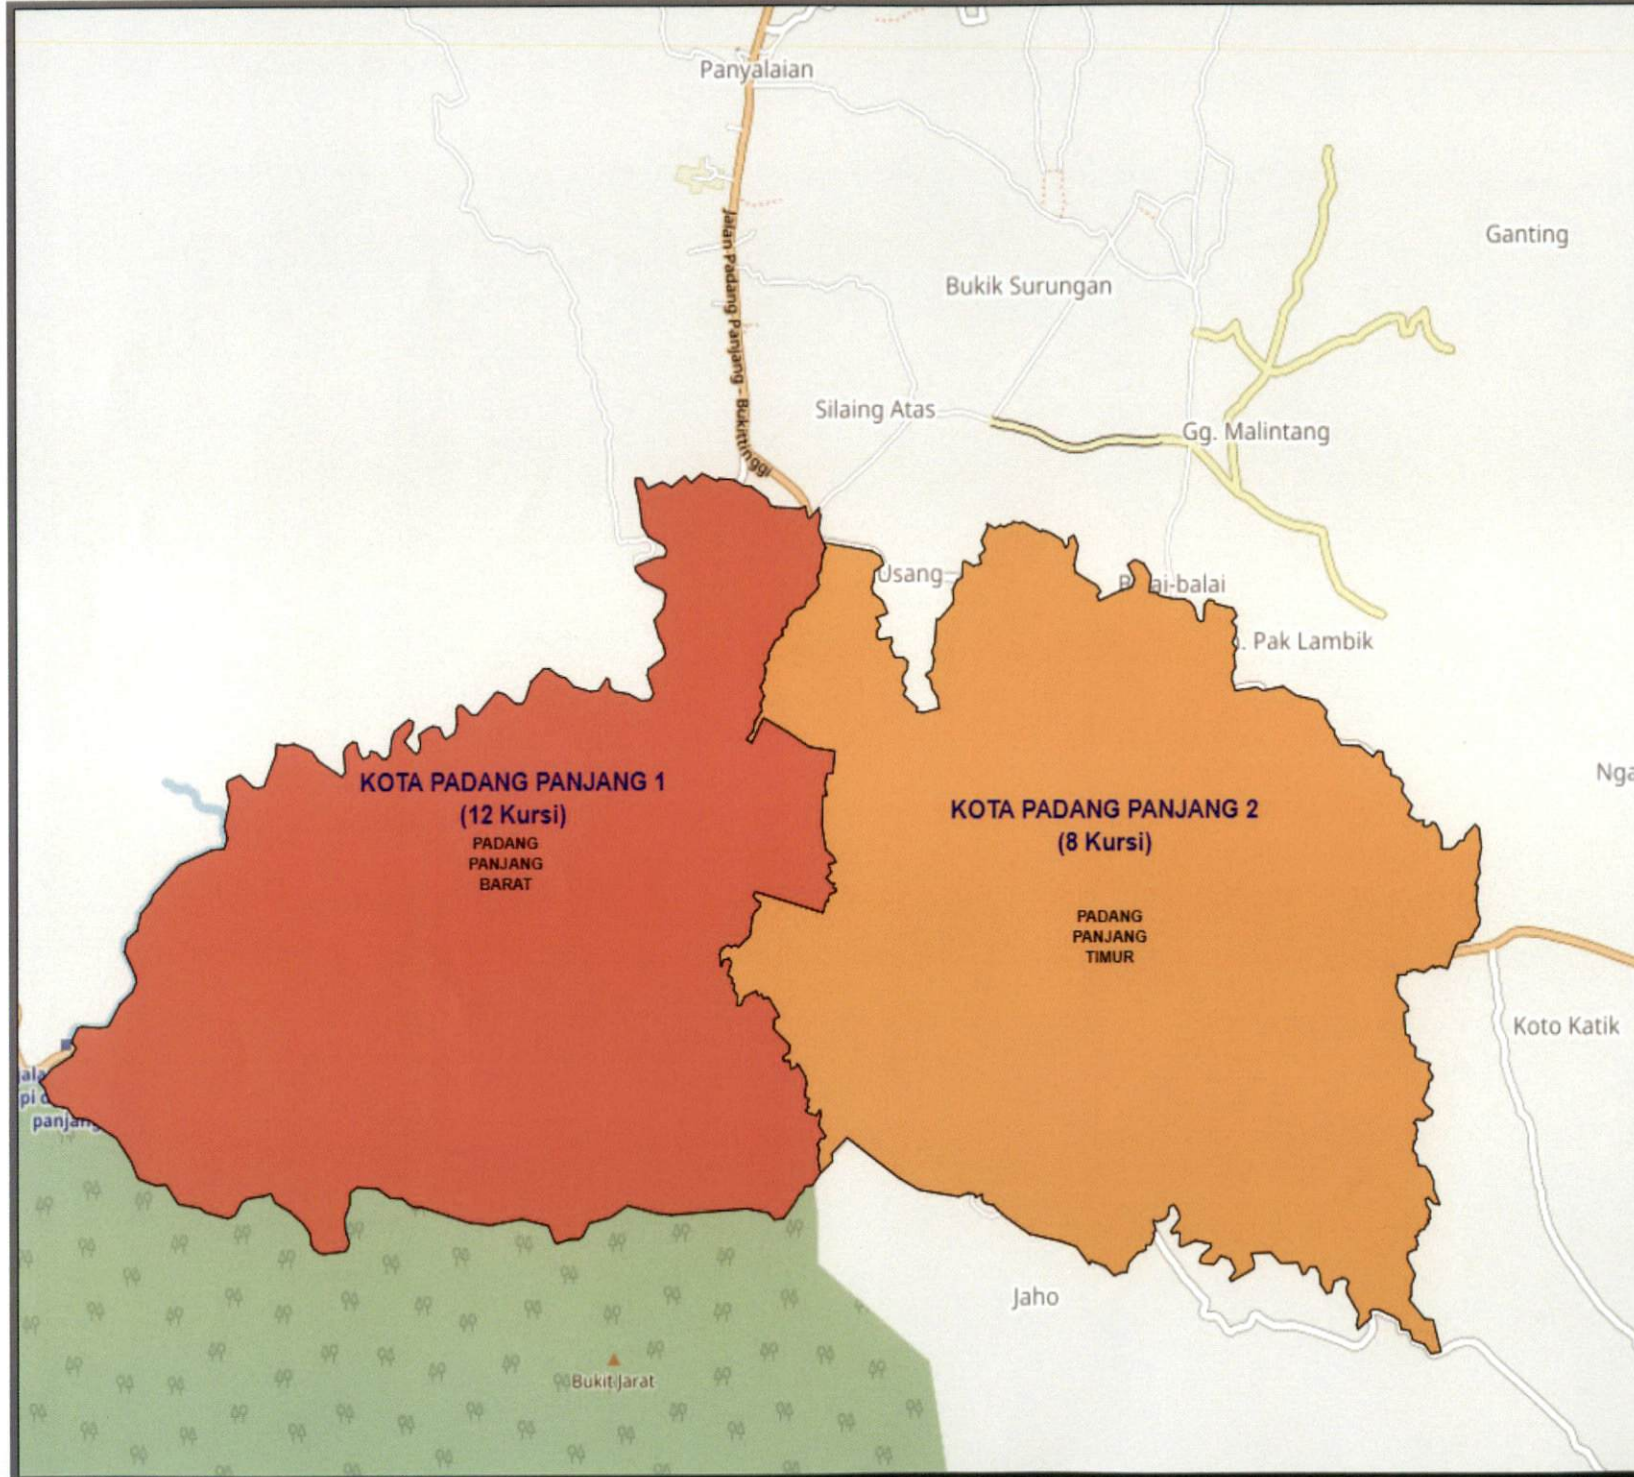 Panyalaian
Ganting
Bukik Surungan
Jalan Padang Panjang - Bukittinggi
Silaing Atas
Gg. Malintang
Usang
Pak Lambik
KOTA PADANG PANJANG 1
(12 Kursi)
PADANG
PANJANG
BARAT
KOTA PADANG PANJANG 2
(8 Kursi)
PADANG
PANJANG
TIMUR
Koto Katik
panjang
Jaho
Bukit Jarat